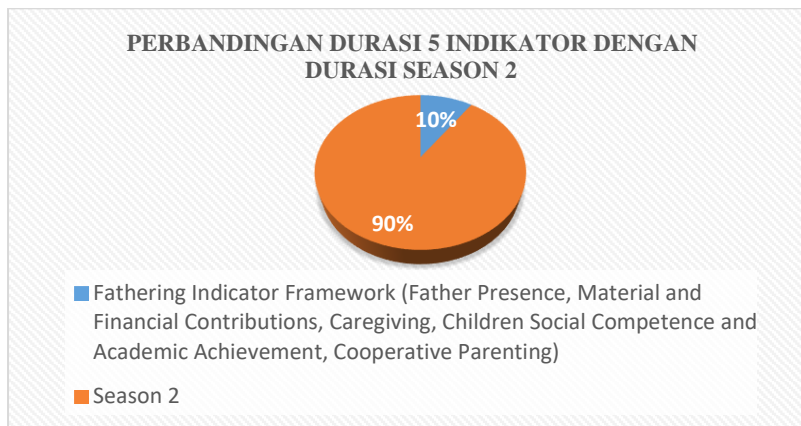 PERBANDINGAN DURASI 5 INDIKATOR DENGAN
DURASI SEASON 2
10%
90%
Fathering Indicator Framework (Father Presence, Material and
Financial Contributions, Caregiving, Children Social Competence and
Academic Achievement, Cooperative Parenting)
Season 2